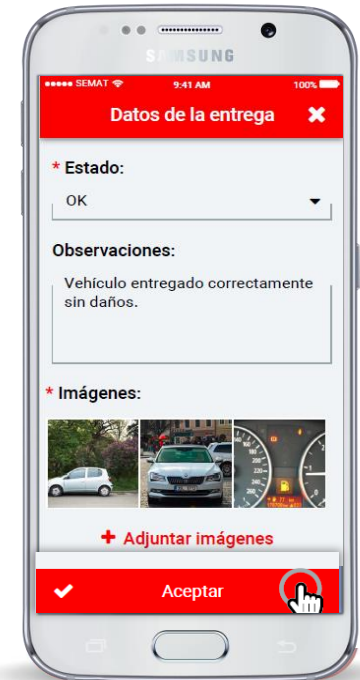 SAMSUNG
SEMAT 9:41 AM 100%
Datos de la entrega
* Estado:
OK
Observaciones:
Vehículo entregado correctamente
sin daños.
* Imágenes:
+ Adjuntar imágenes
Aceptar